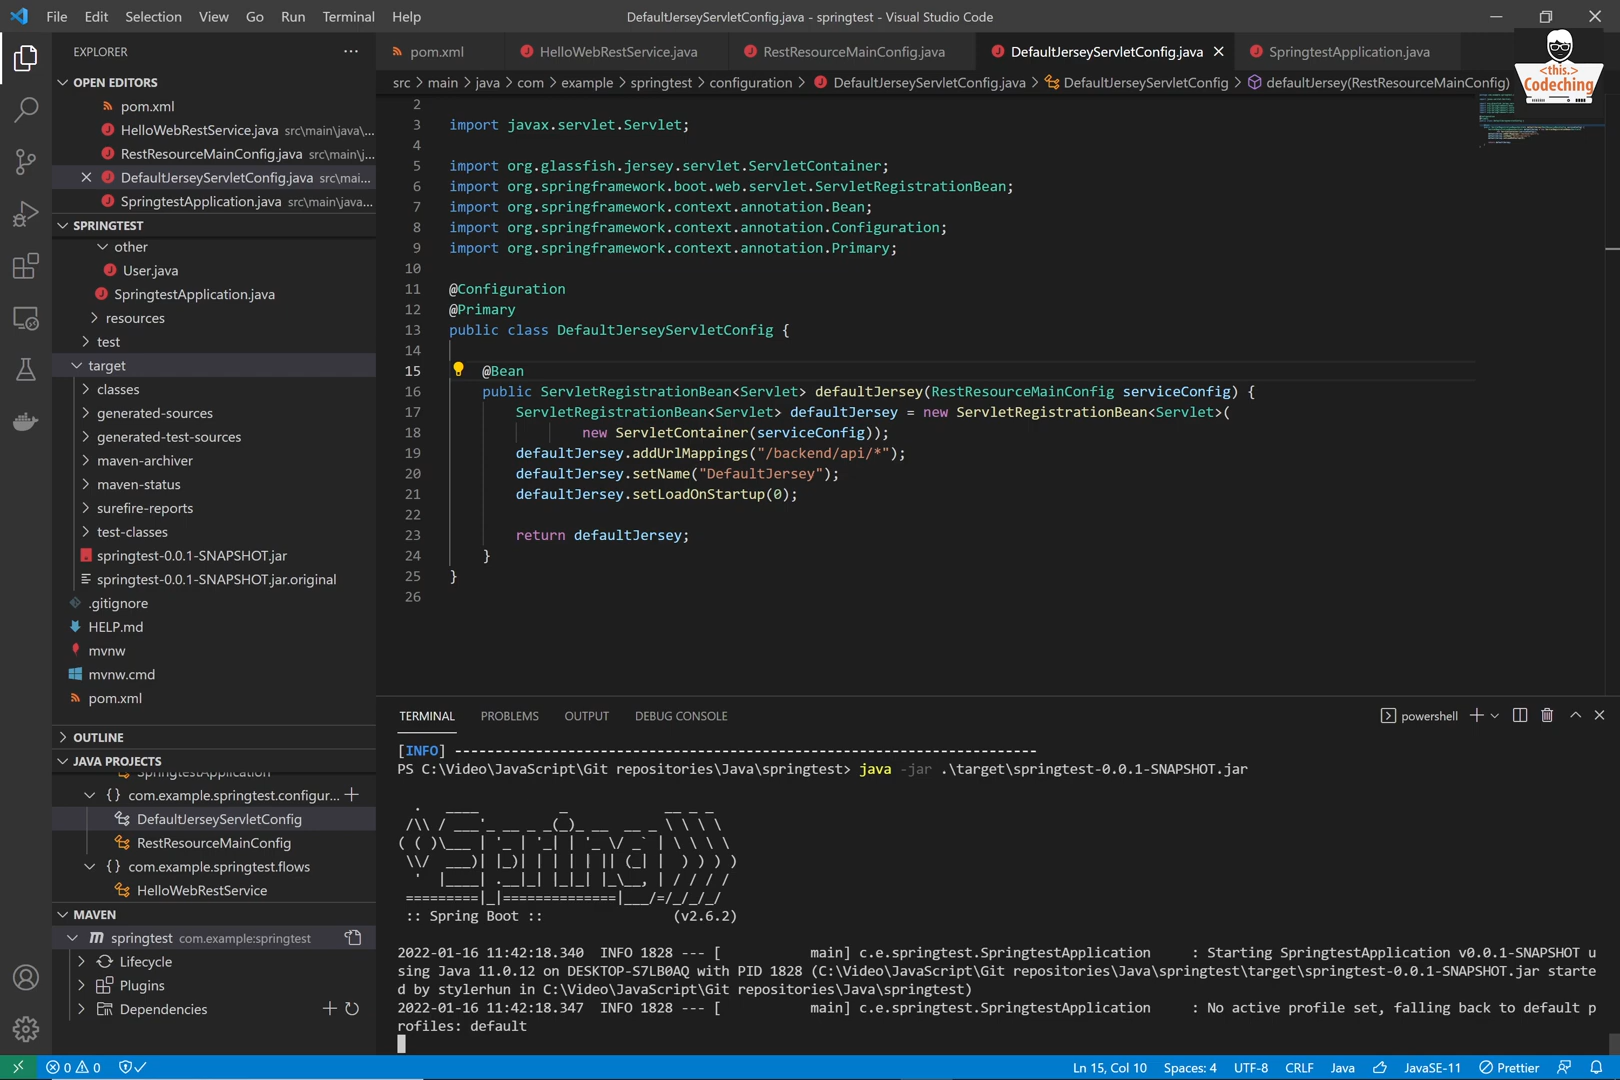 File Edit Selection View Go Run Terminal Help
DefaultJerseyServletConfig.java - springtest - Visual Studio Code
EXPLORER
OPEN EDITORS
pom.xml
HelloWebRestService.java src\main\java\...
RestResourceMainConfig.java src\main\j...
DefaultJerseyServletConfig.java src\mai...
SpringtestApplication.java src\main\java...
SPRINGTEST
other
User.java
SpringtestApplication.java
resources
test
target
classes
generated-sources
generated-test-sources
maven-archiver
maven-status
surefire-reports
test-classes
springtest-0.0.1-SNAPSHOT.jar
springtest-0.0.1-SNAPSHOT.jar.original
.gitignore
HELP.md
mvnw
mvnw.cmd
pom.xml
OUTLINE
JAVA PROJECTS
SpringtestApplication
{} com.example.springtest.configur...
DefaultJerseyServletConfig
RestResourceMainConfig
{} com.example.springtest.flows
HelloWebRestService
MAVEN
springtest com.example:springtest
Lifecycle
Plugins
Dependencies
pom.xml HelloWebRestService.java RestResourceMainConfig.java DefaultJerseyServletConfig.java SpringtestApplication.java
src > main > java > com > example > springtest > configuration > DefaultJerseyServletConfig.java > DefaultJerseyServletConfig > defaultJersey(RestResourceMainConfig)
<this.>
Codeching
2
3 import javax.servlet.Servlet;
4
5 import org.glassfish.jersey.servlet.ServletContainer;
6 import org.springframework.boot.web.servlet.ServletRegistrationBean;
7 import org.springframework.context.annotation.Bean;
8 import org.springframework.context.annotation.Configuration;
9 import org.springframework.context.annotation.Primary;
10
11 @Configuration
12 @Primary
13 public class DefaultJerseyServletConfig {
14
15 @Bean
16 public ServletRegistrationBean<Servlet> defaultJersey(RestResourceMainConfig serviceConfig) {
17 ServletRegistrationBean<Servlet> defaultJersey = new ServletRegistrationBean<Servlet>(
18 new ServletContainer(serviceConfig));
19 defaultJersey.addUrlMappings("/backend/api/*");
20 defaultJersey.setName("DefaultJersey");
21 defaultJersey.setLoadOnStartup(0);
22
23 return defaultJersey;
24 }
25 }
26
TERMINAL PROBLEMS OUTPUT DEBUG CONSOLE
powershell
[INFO] ------------------------------------------------------------------------
PS C:\Video\JavaScript\Git repositories\Java\springtest> java -jar .\target\springtest-0.0.1-SNAPSHOT.jar
Spring
:: Spring Boot :: (v2.6.2)
2022-01-16 11:42:18.340 INFO 1828 --- [ main] c.e.springtest.SpringtestApplication : Starting SpringtestApplication v0.0.1-SNAPSHOT u
sing Java 11.0.12 on DESKTOP-S7LB0AQ with PID 1828 (C:\Video\JavaScript\Git repositories\Java\springtest\target\springtest-0.0.1-SNAPSHOT.jar starte
d by stylerhun in C:\Video\JavaScript\Git repositories\Java\springtest)
2022-01-16 11:42:18.347 INFO 1828 --- [ main] c.e.springtest.SpringtestApplication : No active profile set, falling back to default p
rofiles: default
0 0 Ln 15, Col 10 Spaces: 4 UTF-8 CRLF Java JavaSE-11 Prettier